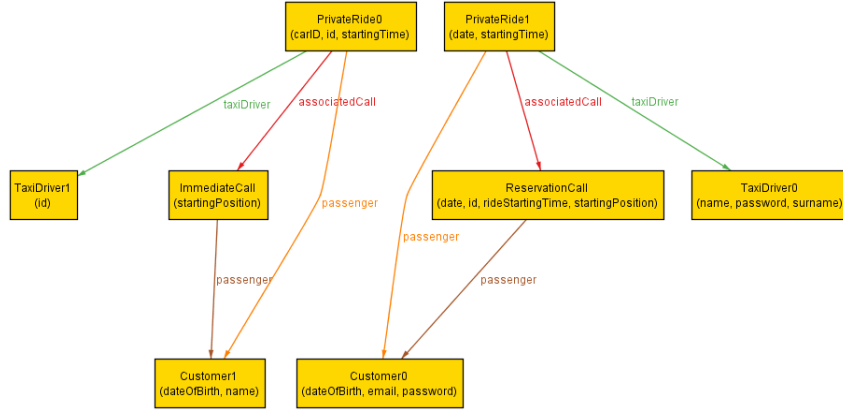 PrivateRide0
(carID, id, startingTime)
PrivateRide1
(date, startingTime)
taxiDriver
associatedCall
associatedCall
taxiDriver
TaxiDriver1
(id)
ImmediateCall
(startingPosition)
ReservationCall
(date, id, rideStartingTime, startingPosition)
TaxiDriver0
(name, password, surname)
passenger
passenger
passenger
passenger
Customer1
(dateOfBirth, name)
Customer0
(dateOfBirth, email, password)